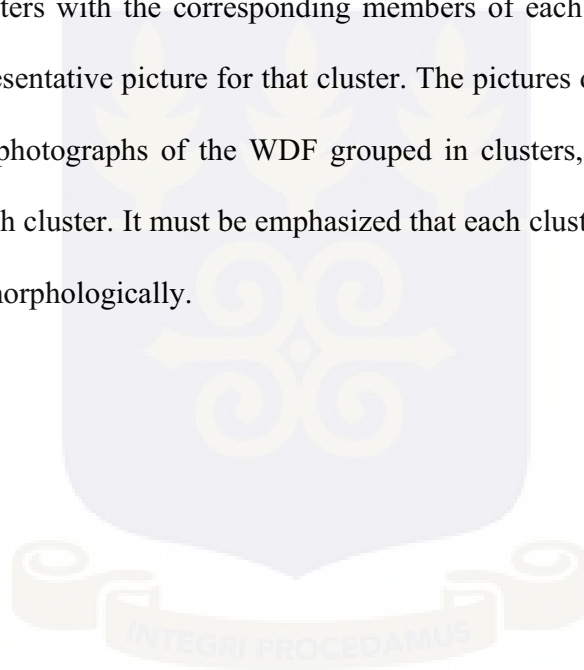 ters with the corresponding members of each
esentative picture for that cluster. The pictures
photographs of the WDF grouped in clusters,
h cluster. It must be emphasized that each clust
norphologically.
INTEGRI PROCEDAMUS